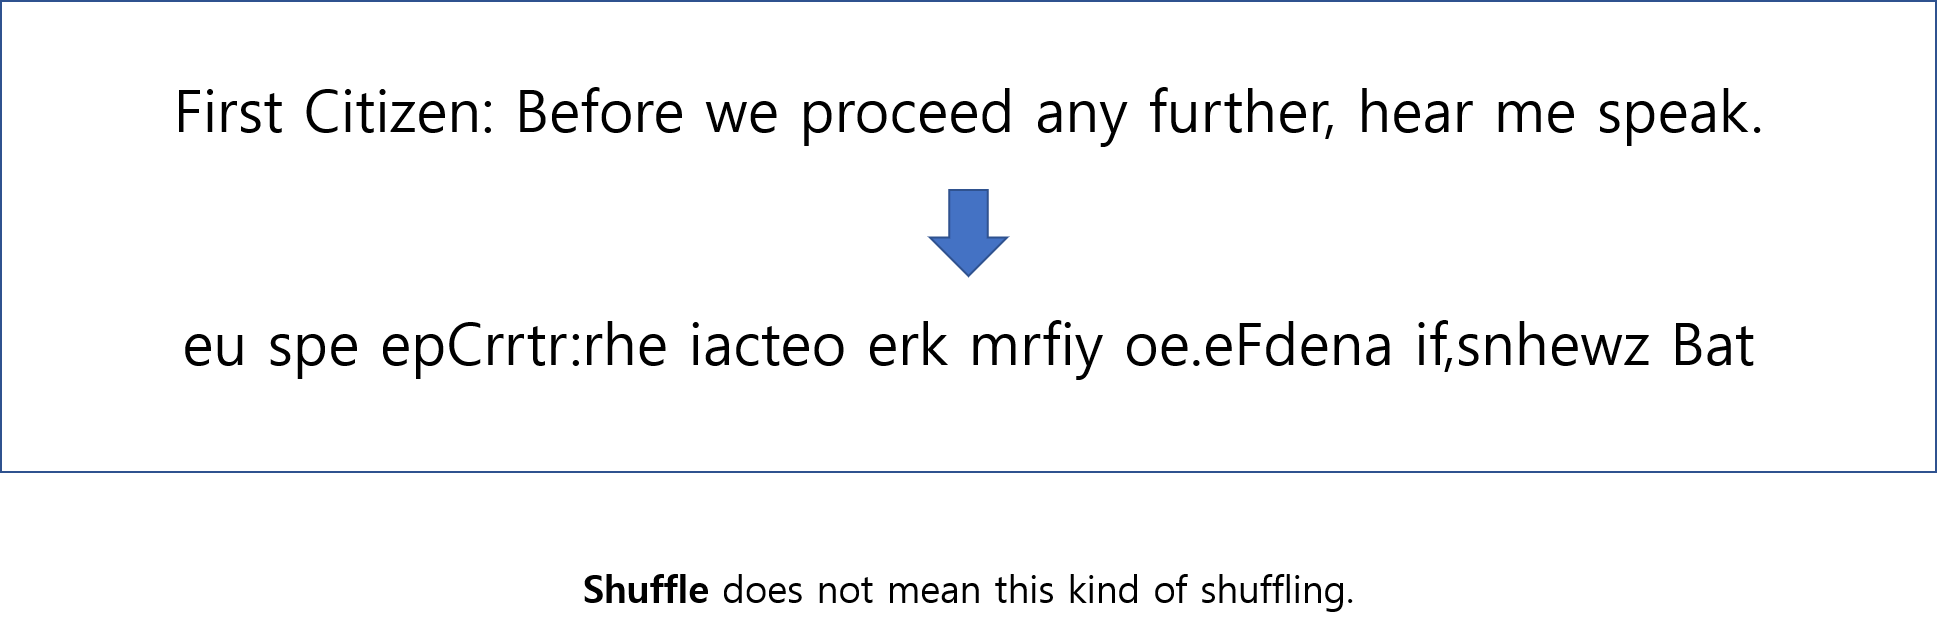 First Citizen: Before we proceed any further, hear me speak.
eu spe epCrrtr:rhe iacteo erk mrfiy oe.eFdena if,snhewz Bat
Shuffle does not mean this kind of shuffling.